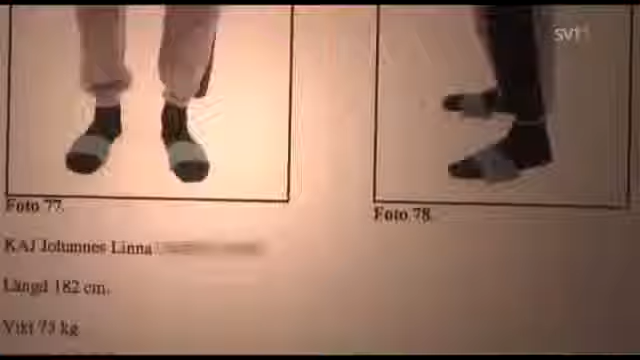 svt1
Foto 77.
Foto 78.
KAJ Johannes Linna
Längd 182 cm.
Vikt 73 kg